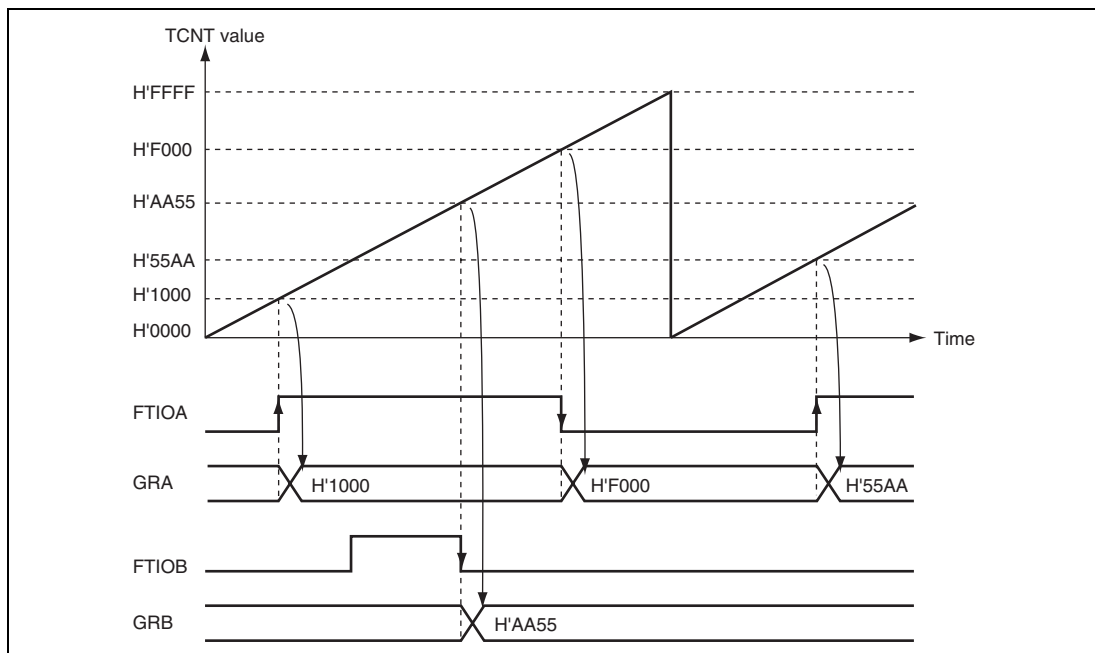 TCNT value
H'FFFF
H'F000
H'AA55
H'55AA
H'1000
H'0000
Time
FTIOA
GRA
H'1000
H'F000
H'55AA
FTIOB
GRB
H'AA55